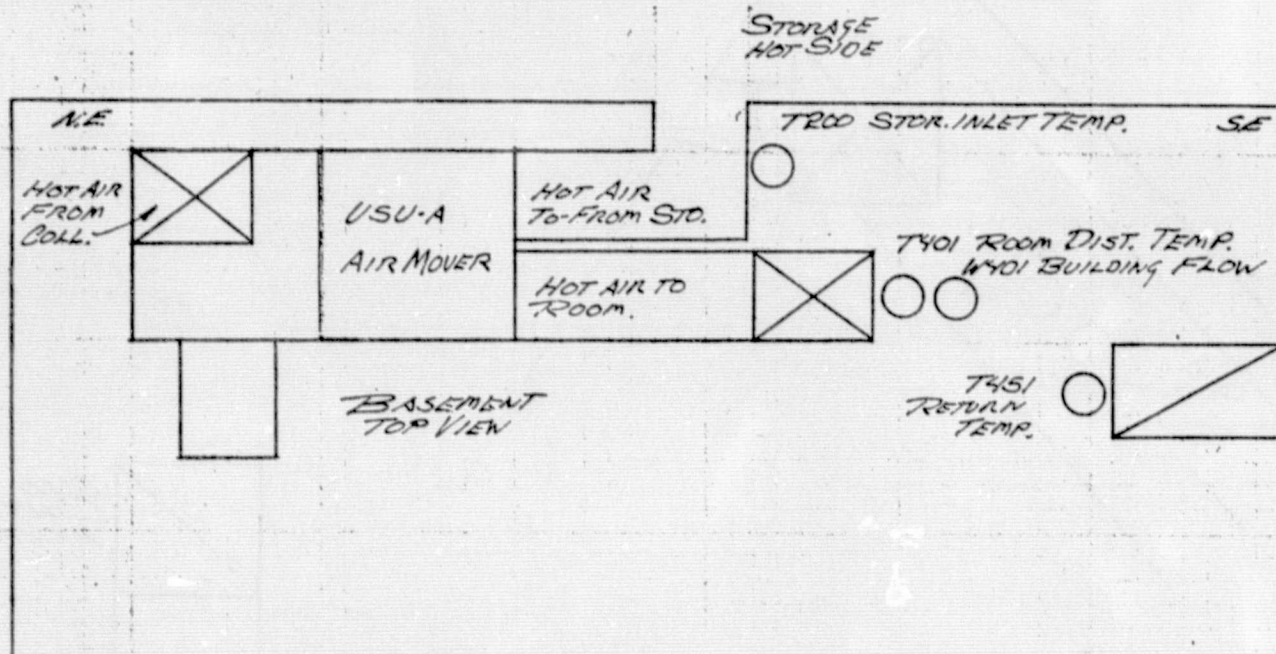 STORAGE
HOT SIDE
N.E.
T200 STOR. INLET TEMP.
S.E
HOT AIR
FROM
COLL.
USU-A
AIR MOVER
HOT AIR
TO-FROM STO.
HOT AIR TO
ROOM.
T401 ROOM DIST. TEMP.
W401 BUILDING FLOW
BASEMENT
TOP VIEW
T451
RETURN
TEMP.